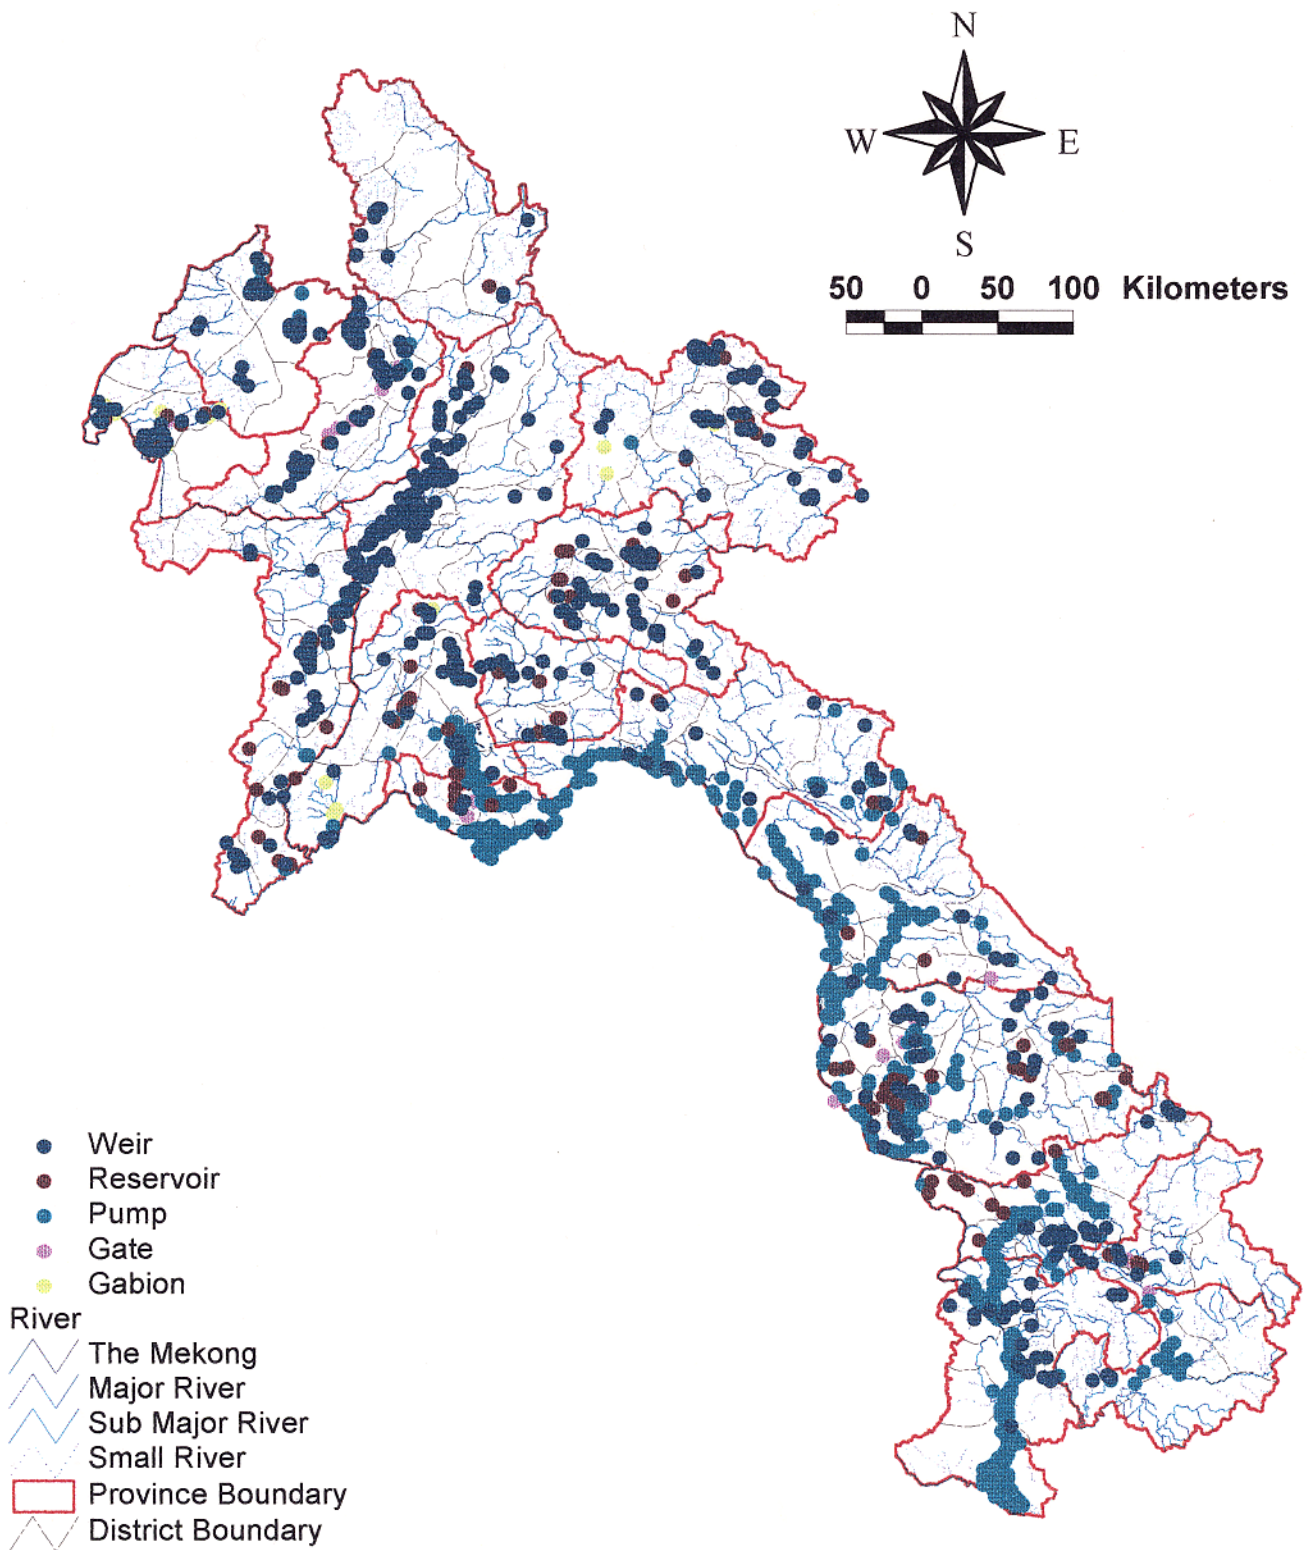 N
W E
S
50 0 50 100 Kilometers
Weir
Reservoir
Pump
Gate
Gabion
River
The Mekong
Major River
Sub Major River
Small River
Province Boundary
District Boundary